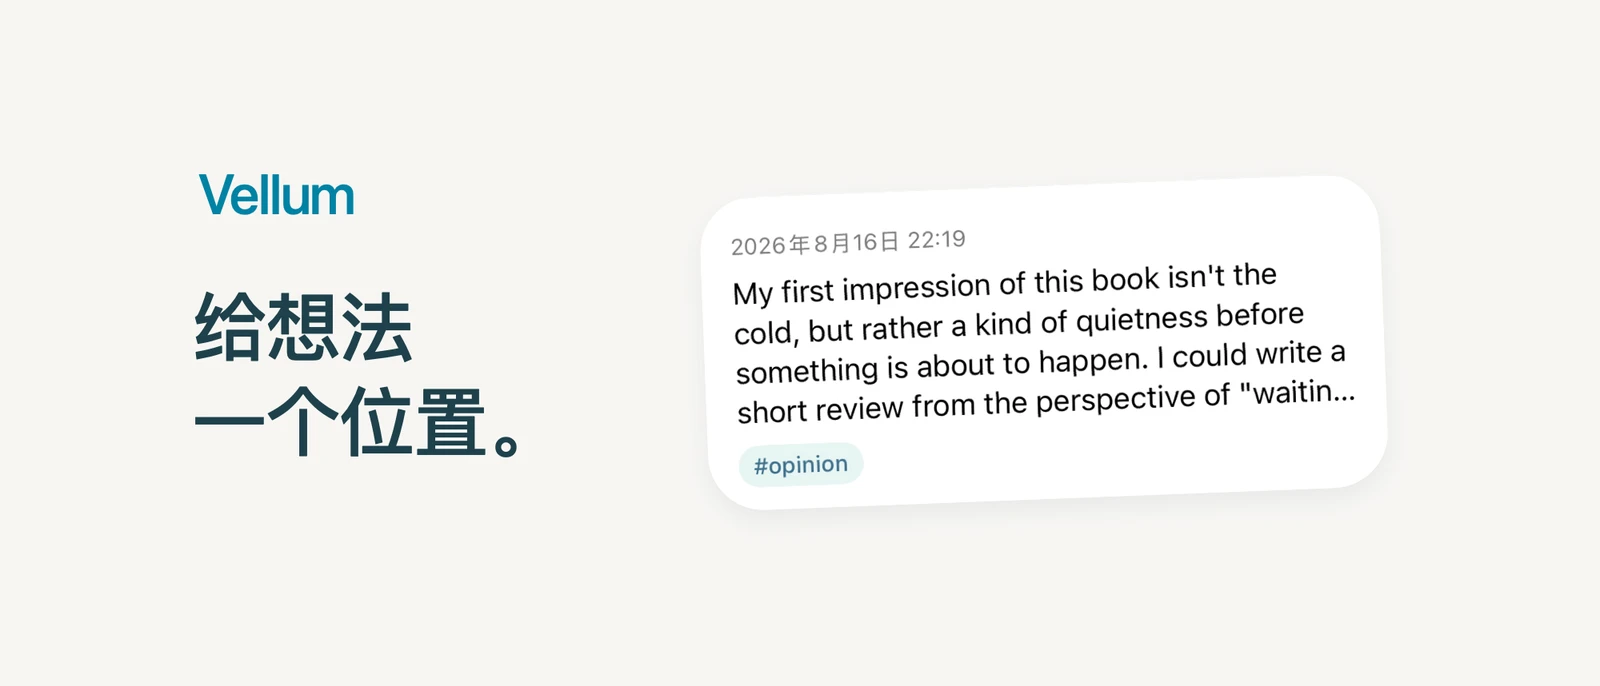 Vellum
给想法
一个位置。
2026年8月16日 22:19
My first impression of this book isn't the
cold, but rather a kind of quietness before
something is about to happen. I could write a
short review from the perspective of "waitin...
#opinion